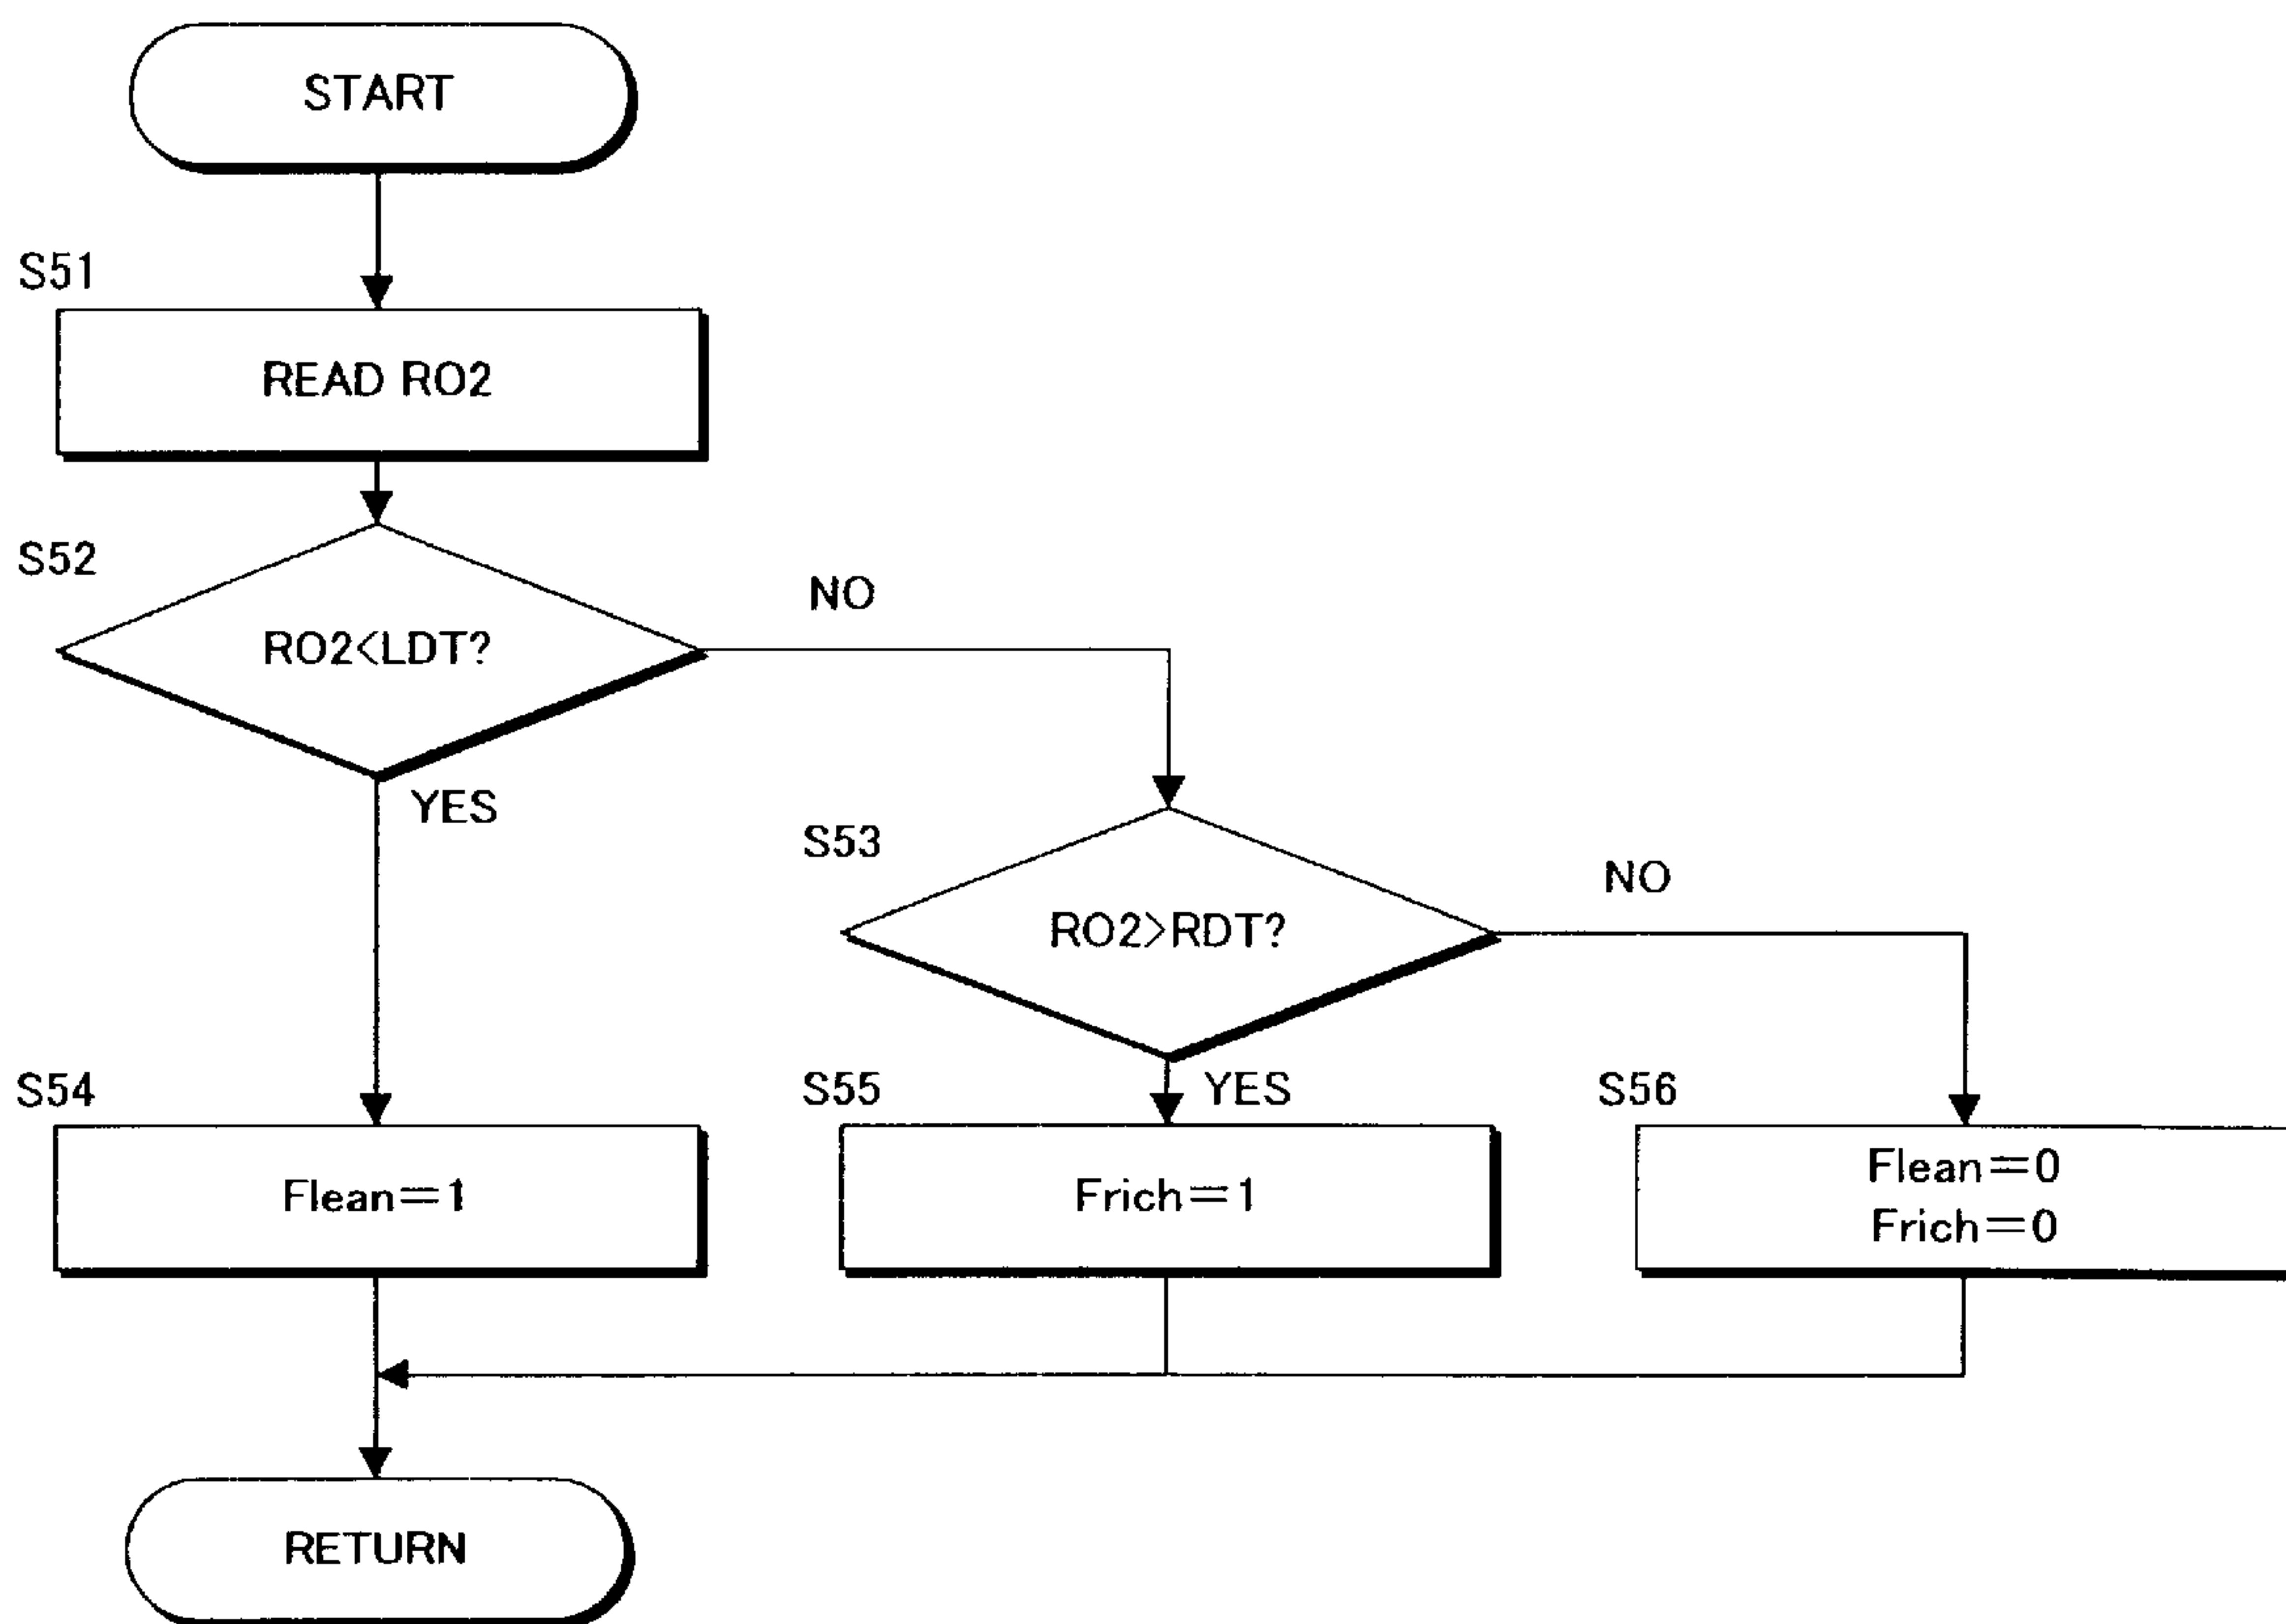 START
S51
READ RO2
S52
RO2<LDT?
NO
YES
S53
RO2>RDT?
NO
YES
S54
Flean=1
S55
Frich=1
S56
Flean=0
Frich=0
RETURN